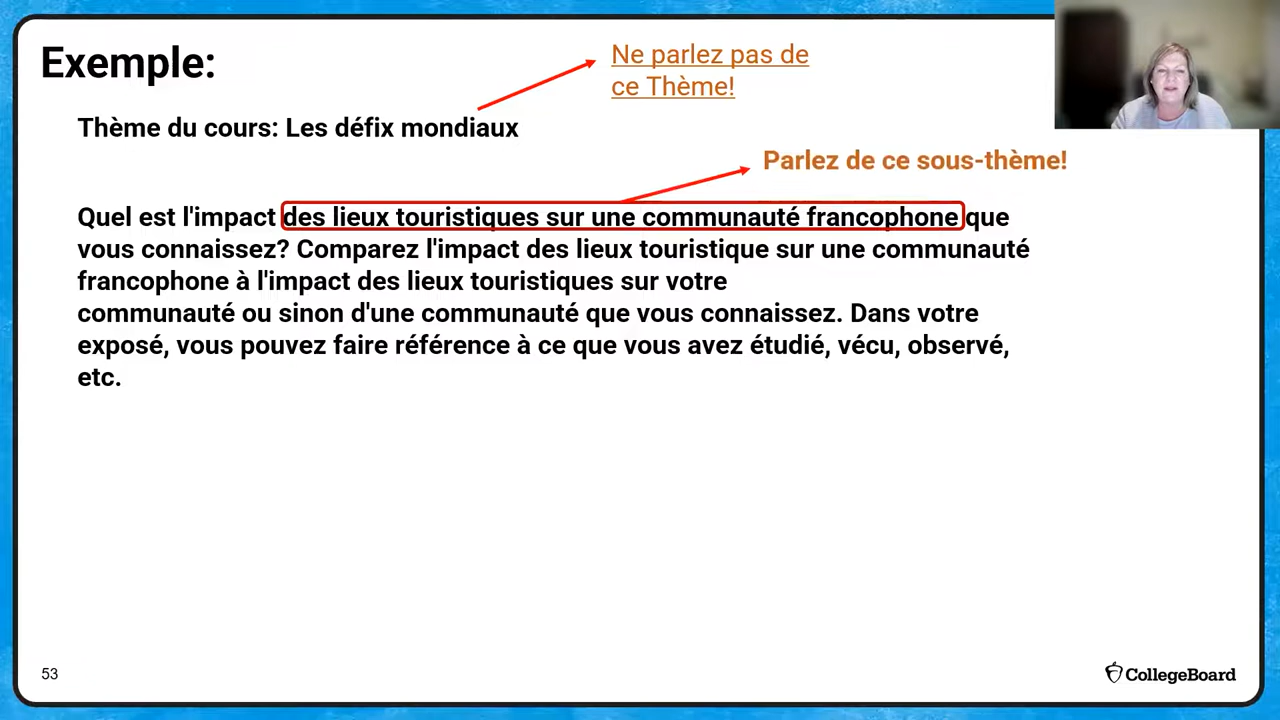 Exemple:
Ne parlez pas de
ce Thème!
Thème du cours: Les défix mondiaux
Parlez de ce sous-thème!
Quel est l'impact des lieux touristiques sur une communauté francophone que
vous connaissez? Comparez l'impact des lieux touristique sur une communauté
francophone à l'impact des lieux touristiques sur votre
communauté ou sinon d'une communauté que vous connaissez. Dans votre
exposé, vous pouvez faire référence à ce que vous avez étudié, vécu, observé,
etc.
53
CollegeBoard